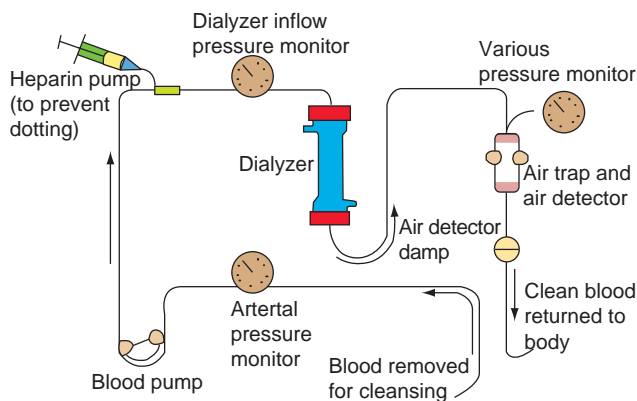 Dialyzer inflow
pressure monitor
Various
pressure monitor
Heparin pump
(to prevent
dotting)
Dialyzer
Air trap and
air detector
Air detector
damp
Artertal
pressure
monitor
Clean blood
returned to
body
Blood pump
Blood removed
for cleansing